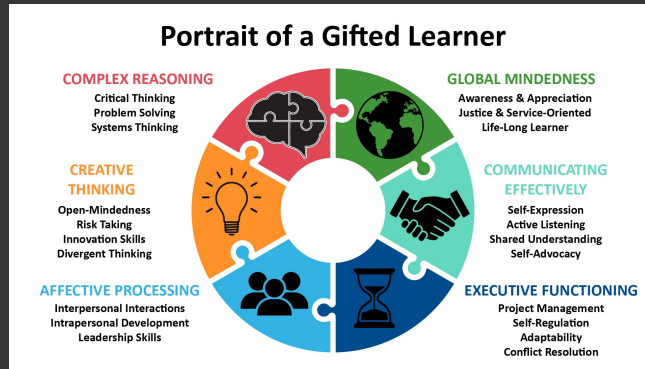 Portrait of a Gifted Learner
COMPLEX REASONING
Critical Thinking
Problem Solving
Systems Thinking
GLOBAL MINDEDNESS
Awareness & Appreciation
Justice & Service-Oriented
Life-Long Learner
CREATIVE
THINKING
Open-Mindedness
Risk Taking
Innovation Skills
Divergent Thinking
COMMUNICATING
EFFECTIVELY
Self-Expression
Active Listening
Shared Understanding
Self-Advocacy
AFFECTIVE PROCESSING
Interpersonal Interactions
Intrapersonal Development
Leadership Skills
EXECUTIVE FUNCTIONING
Project Management
Self-Regulation
Adaptability
Conflict Resolution